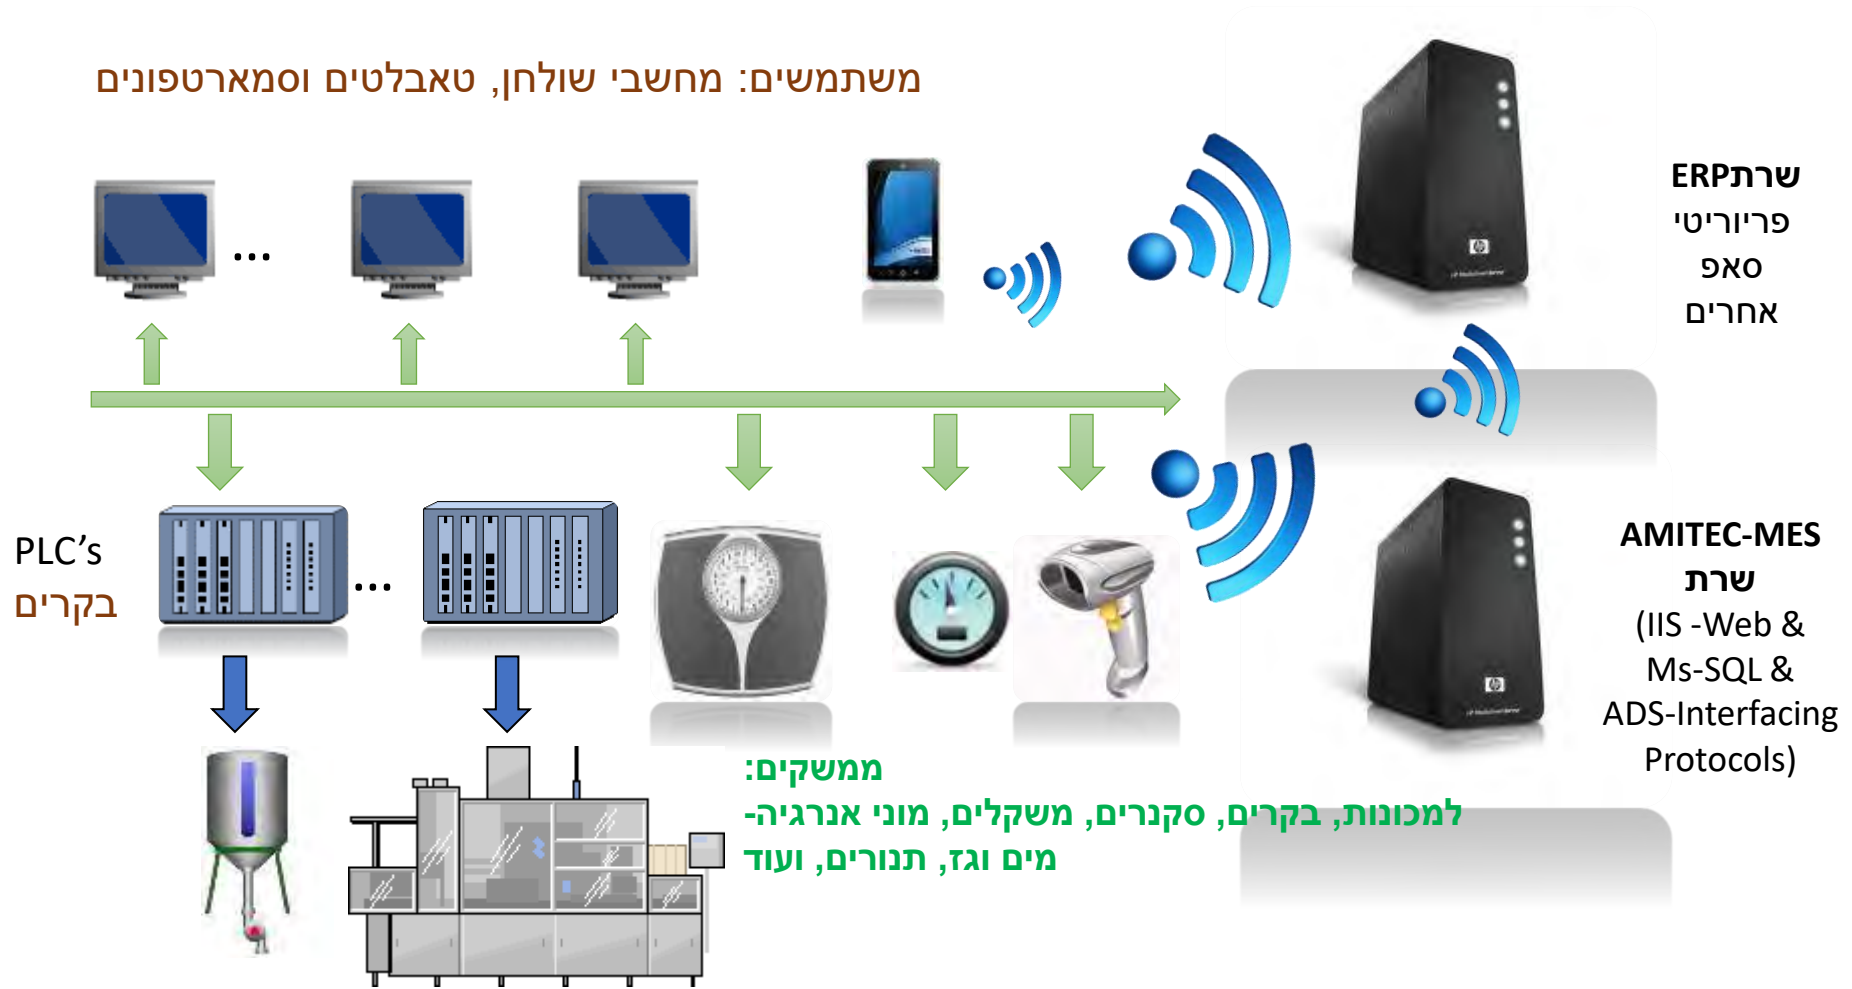 משתמשים: מחשבי שולחן, טאבלטים וסמארטפונים
שרתERP
פריוריטי
סאפ
אחרים
...
PLC's
בקרים
...
AMITEC-MES
שרת
(IIS -Web &
Ms-SQL &
ADS-Interfacing
Protocols)
ממשקים:
למכונות, בקרים, סקנרים, משקלים, מוני אנרגיה-
מים וגז, תנורים, ועוד